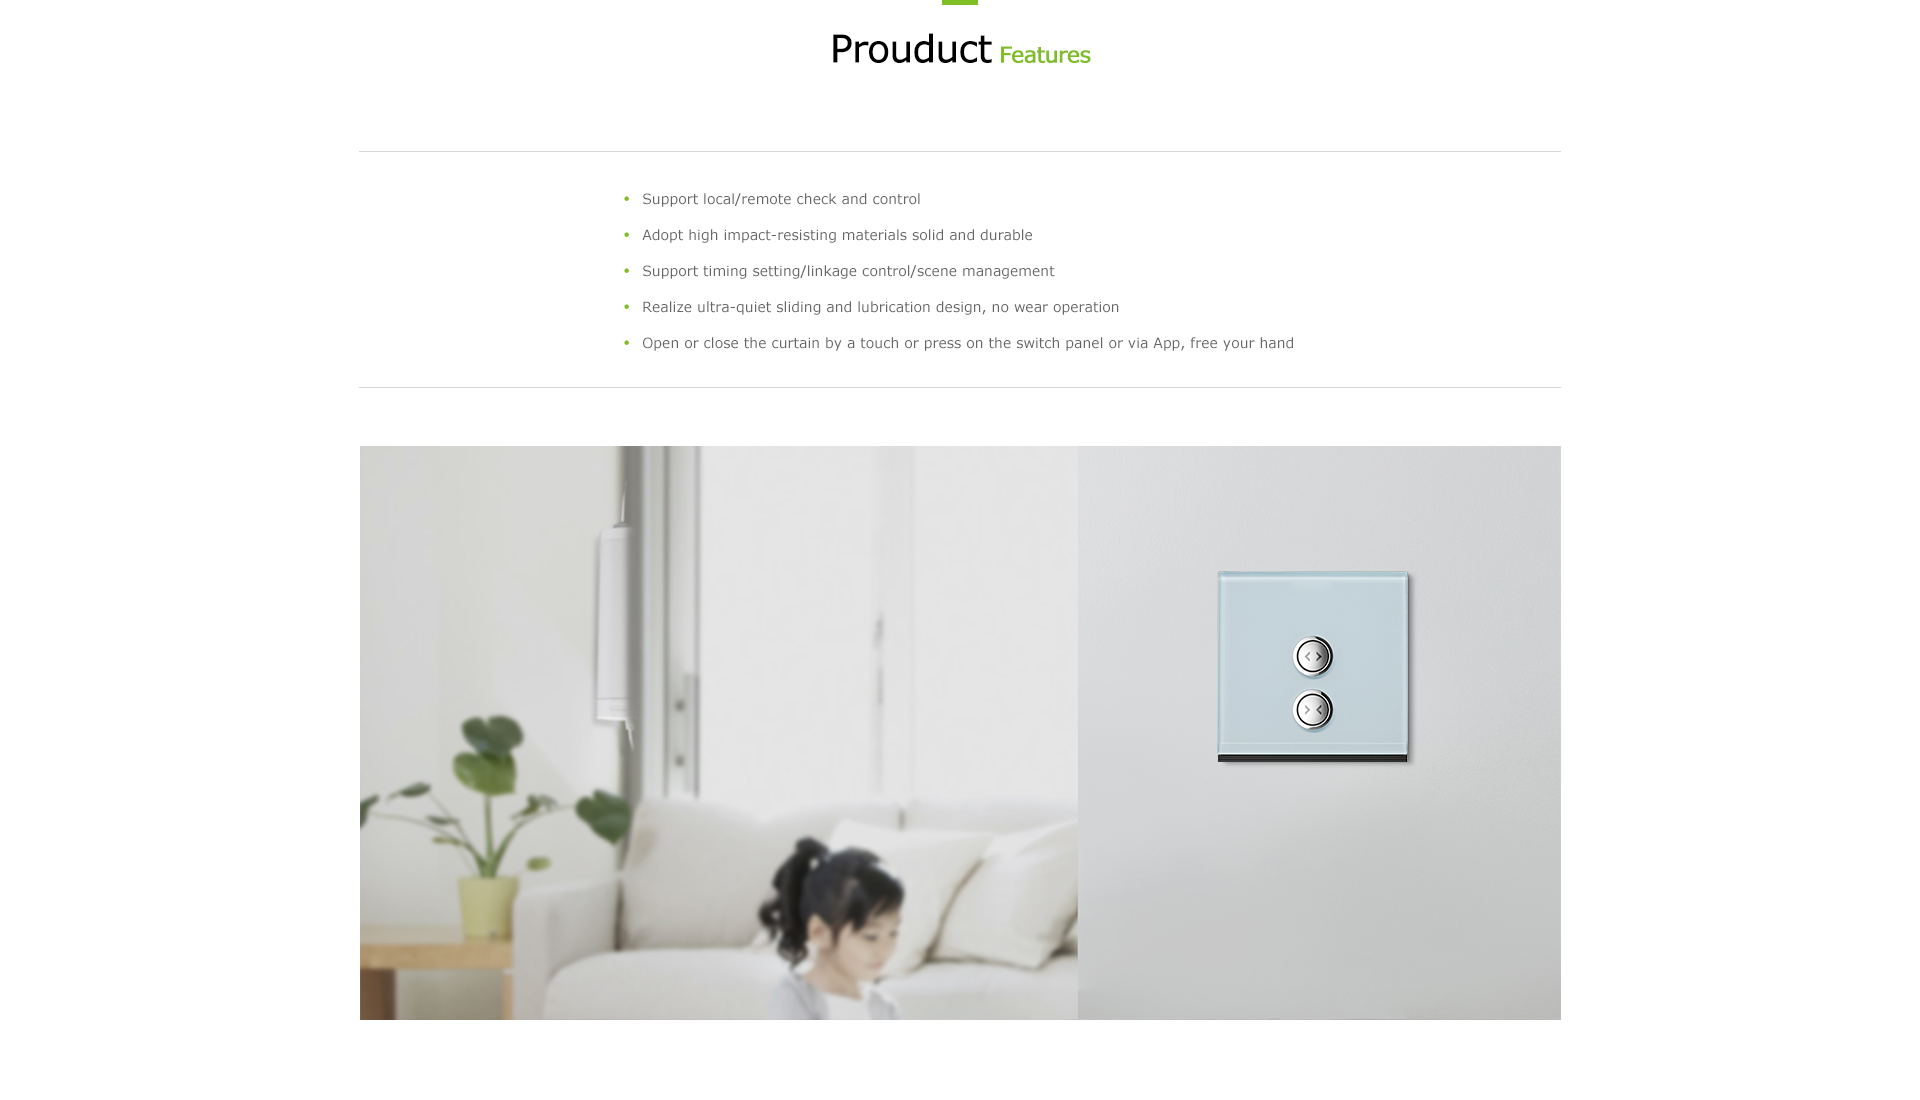 Prouduct Features
• Support local/remote check and control
• Adopt high impact-resisting materials solid and durable
• Support timing setting/linkage control/scene management
• Realize ultra-quiet sliding and lubrication design, no wear operation
• Open or close the curtain by a touch or press on the switch panel or via App, free your hand